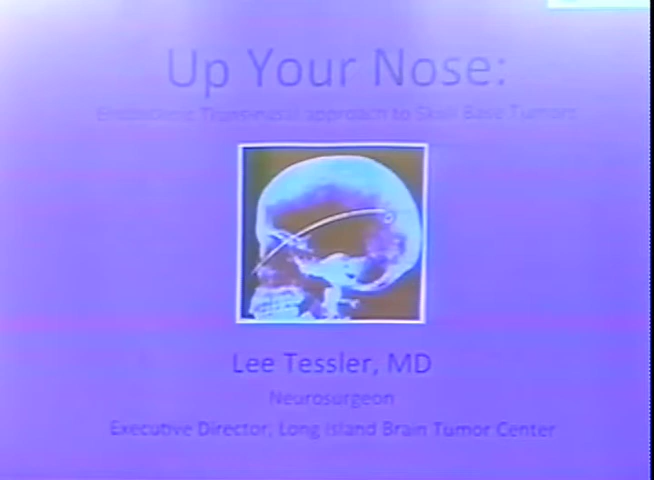 Up Your Nose:
Endoscopic Transnasal approach to Skull Base Tumors
Lee Tessler, MD
Neurosurgeon
Executive Director, Long Island Brain Tumor Center